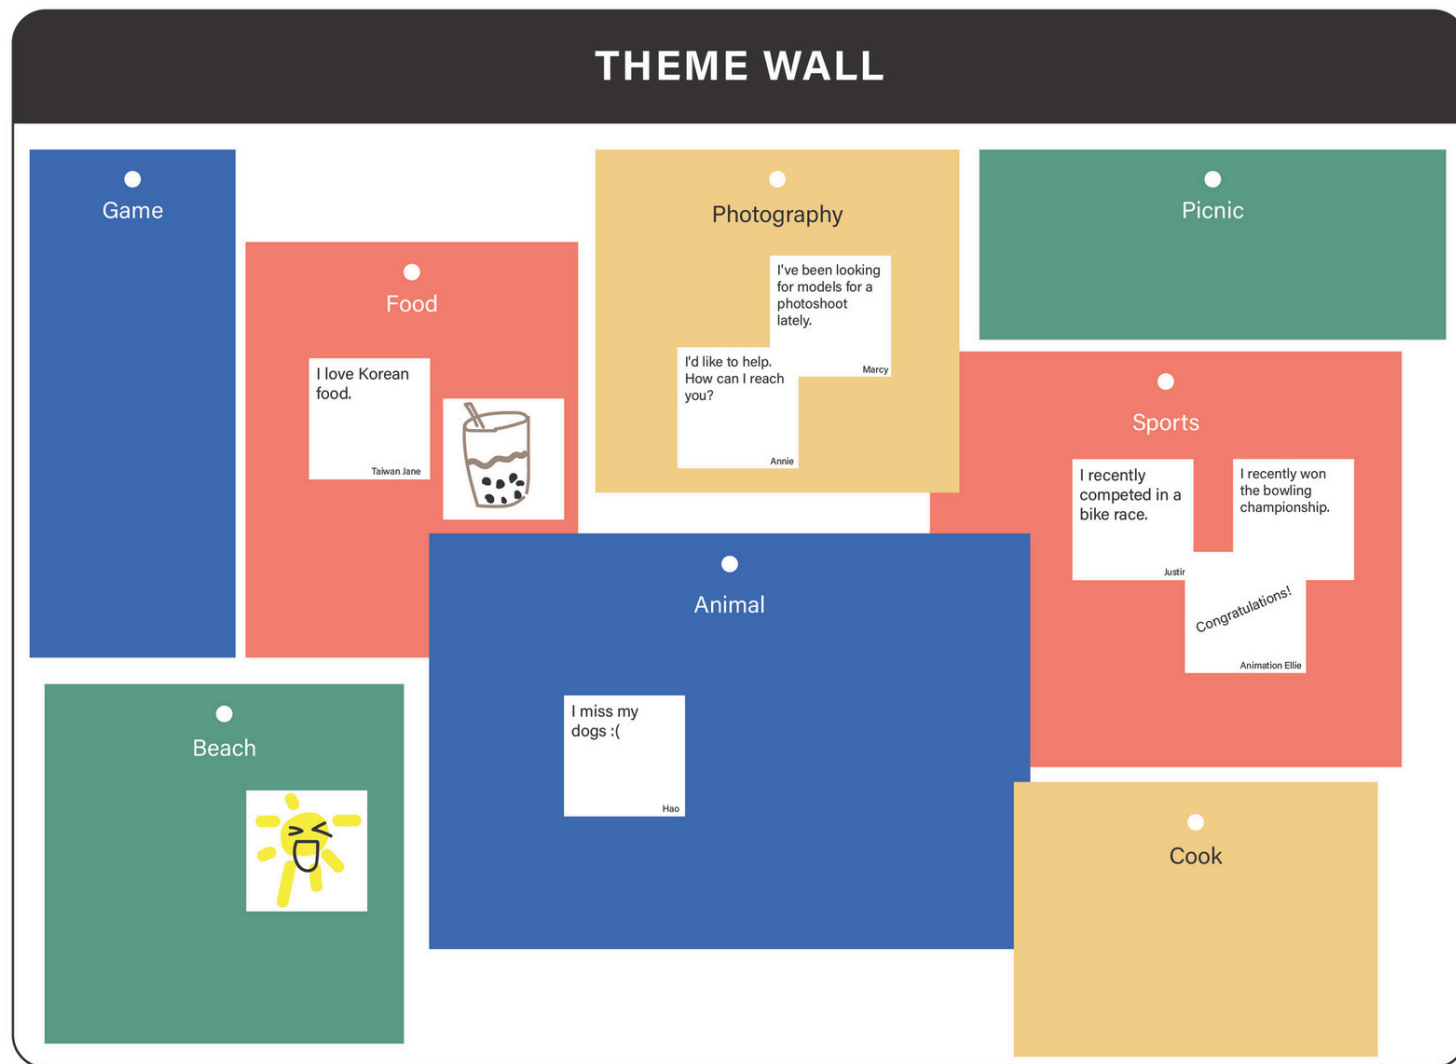 THEME WALL
Game
Food
I love Korean
food.
Taiwan Jane
Photography
I've been looking
for models for a
photoshoot
lately.
Marcy
I'd like to help.
How can I reach
you?
Annie
Picnic
Sports
I recently
competed in a
bike race.
Justin
I recently won
the bowling
championship.
Congratulations!
Animation Ellie
Animal
I miss my
dogs :(
Hao
Beach
Cook